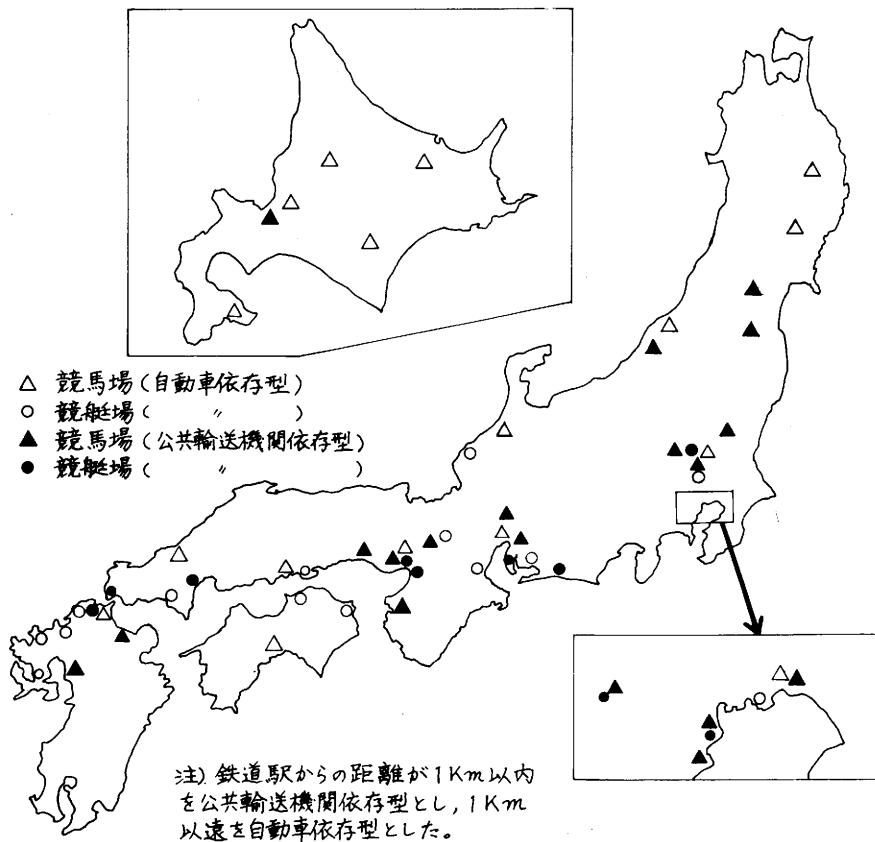 △ 競馬場(自動車依存型)
○ 競艇場(　〃　)
▲ 競馬場(公共輸送機関依存型)
● 競艇場(　〃　)
注) 鉄道駅からの距離が1Km以内
を公共輸送機関依存型とし,1Km
以遠を自動車依存型とした。